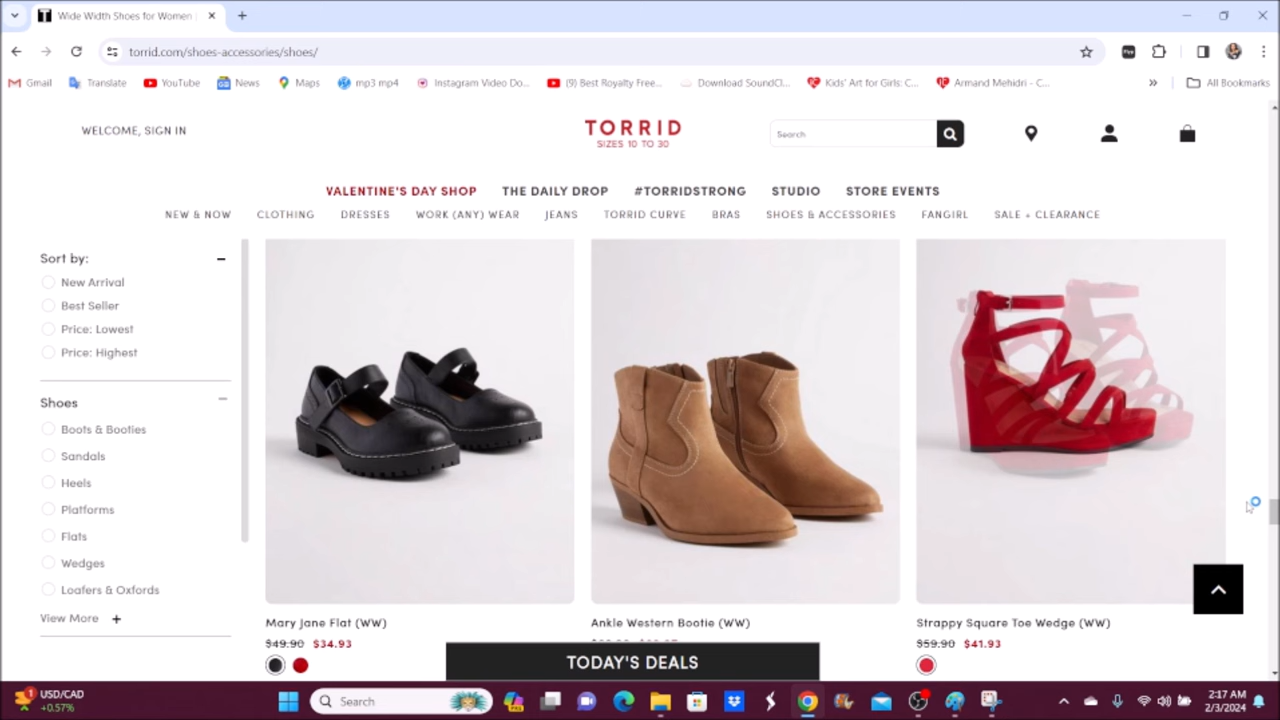 Wide Width Shoes for Women
torrid.com/shoes-accessories/shoes/
Gmail
Translate
YouTube
News
Maps
mp3 mp4
Instagram Video Do...
(9) Best Royalty Free...
Download SoundCl...
Kids' Art for Girls: C...
Armand Mehidri - C...
All Bookmarks
WELCOME, SIGN IN
TORRID
SIZES 10 TO 30
Search
VALENTINE'S DAY SHOP THE DAILY DROP #TORRIDSTRONG STUDIO STORE EVENTS
NEW & NOW CLOTHING DRESSES WORK (ANY) WEAR JEANS TORRID CURVE BRAS SHOES & ACCESSORIES FANGIRL SALE + CLEARANCE
Sort by:
New Arrival
Best Seller
Price: Lowest
Price: Highest
Shoes
Boots & Booties
Sandals
Heels
Platforms
Flats
Wedges
Loafers & Oxfords
View More +
Mary Jane Flat (WW)
$49.90 $34.93
Ankle Western Bootie (WW)
Strappy Square Toe Wedge (WW)
$59.90 $41.93
TODAY'S DEALS
1
USD/CAD
+0.57%
Search
2:17 AM
2/3/2024